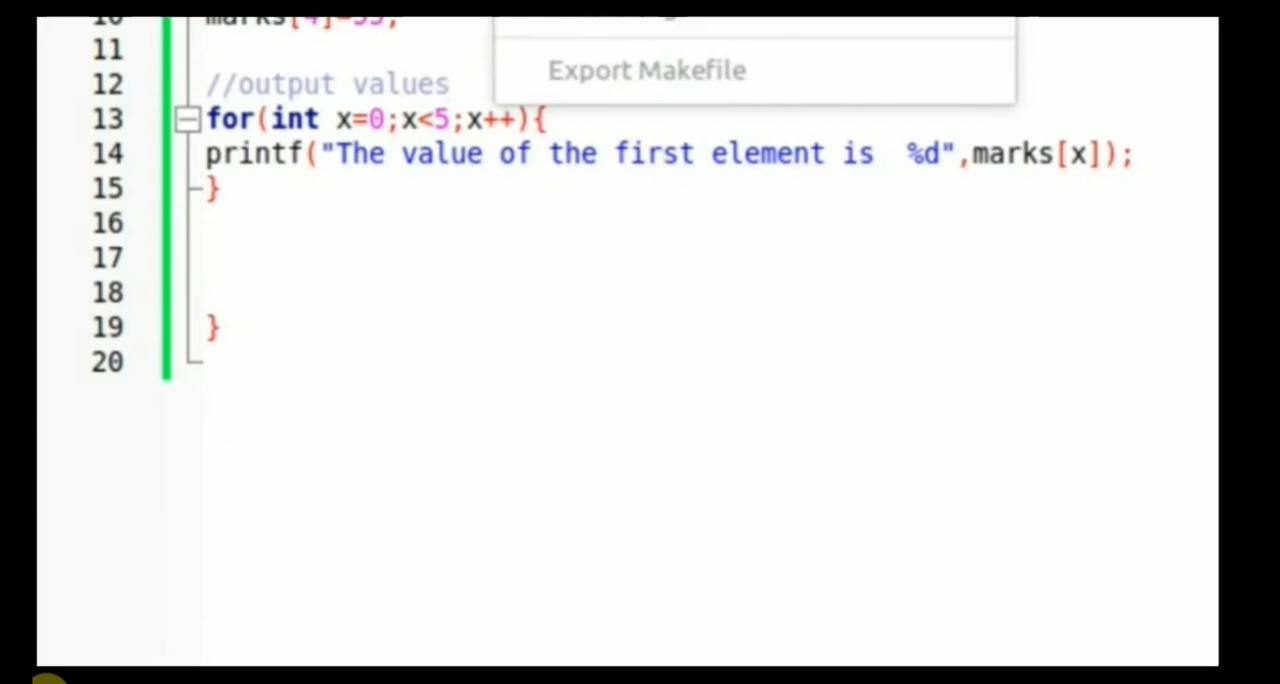 11
Export Makefile
12 //output values
13 for(int x=0;x<5;x++){
14 printf("The value of the first element is  %d",marks[x]);
15 }
16
17
18
19 }
20